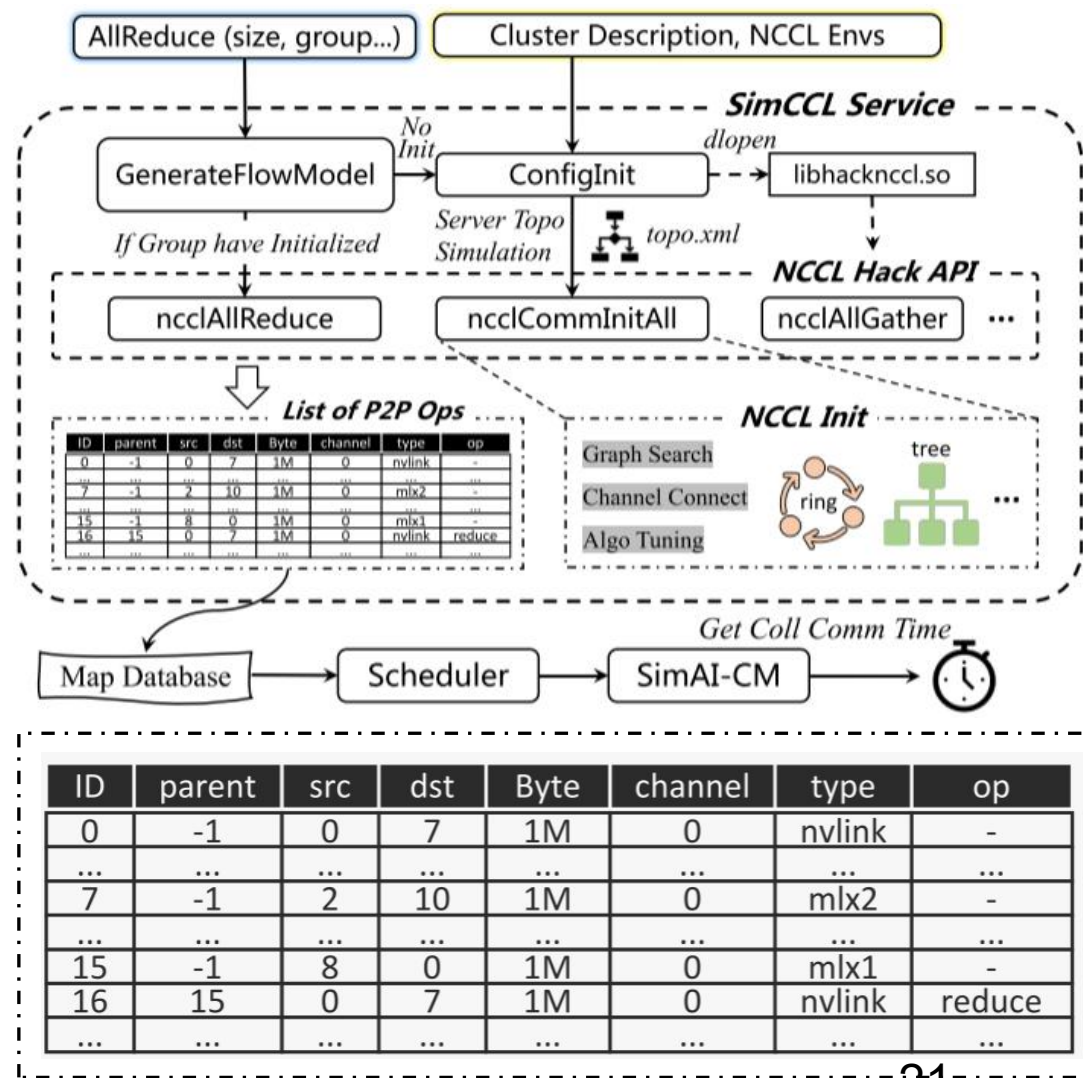 AllReduce (size, group...)
Cluster Description, NCCL Envs
SimCCL Service
No
Init
dlopen
GenerateFlowModel
ConfigInit
libhacknccl.so
If Group have Initialized
Server Topo
Simulation
topo.xml
NCCL Hack API
ncclAllReduce
ncclCommInitAll
ncclAllGather
...
List of P2P Ops
ID parent src dst Byte channel type op
0 -1 0 7 1M 0 nvlink -
... ... ... ... ... ... ... ...
7 -1 2 10 1M 0 mlx2 -
... ... ... ... ... ... ... ...
15 -1 8 0 1M 0 mlx1 -
16 15 0 7 1M 0 nvlink reduce
... ... ... ... ... ... ... ...
NCCL Init
Graph Search
Channel Connect
Algo Tuning
ring
tree
...
Get Coll Comm Time
Map Database
Scheduler
SimAI-CM
ID parent src dst Byte channel type op
0 -1 0 7 1M 0 nvlink -
... ... ... ... ... ... ... ...
7 -1 2 10 1M 0 mlx2 -
... ... ... ... ... ... ... ...
15 -1 8 0 1M 0 mlx1 -
16 15 0 7 1M 0 nvlink reduce
... ... ... ... ... ... ... ...